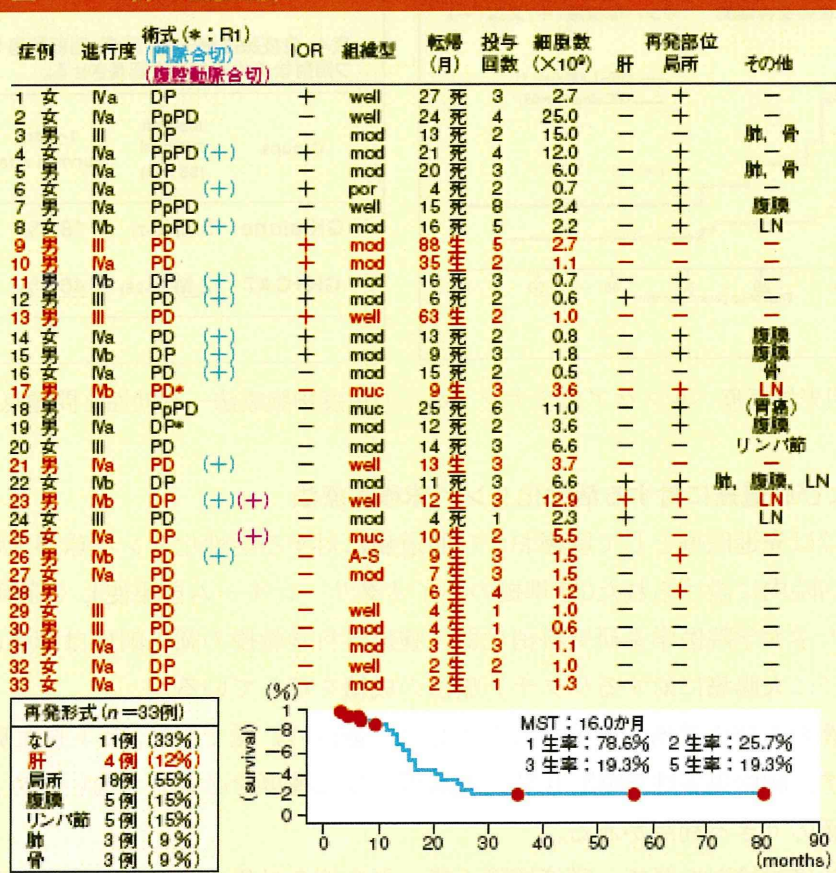 術式(*:R1) 転帰 投与 細胞数 再発部位
症例 進行度 (門脈合切) IOR 組織型 (月) 回数 (×10⁹) 肝 局所 その他
(腹腔動脈合切)
1 女 Ⅳa DP + well 27 死 3 2.7 − + −
2 女 Ⅳa PpPD − well 24 死 4 25.0 − + −
3 男 III DP − mod 13 死 2 15.0 − − 肺, 骨
4 女 Ⅳa PpPD (+) + mod 21 死 4 12.0 − + −
5 男 Ⅳa DP − mod 20 死 3 6.0 − + 肺, 骨
6 女 Ⅳa PD (+) + por 4 死 2 0.7 − + −
7 男 Ⅳa PpPD − well 15 死 8 2.4 − + 腹膜
8 女 Ⅳb PpPD (+) + mod 16 死 5 2.2 − + LN
9 男 III PD + mod 88 生 5 2.7 − − −
10 男 Ⅳa PD + mod 35 生 2 1.1 − − −
11 男 Ⅳb DP (+) + mod 16 死 3 0.7 − + −
12 男 III PD (+) + mod 6 死 2 0.6 + + −
13 男 III PD + well 63 生 2 1.0 − − −
14 女 Ⅳa PD (+) + mod 13 死 2 0.8 − + 腹膜
15 男 Ⅳb DP (+) + mod 9 死 3 1.8 − + 腹膜
16 女 Ⅳa PD (+) − mod 15 死 2 0.5 − − 骨
17 男 Ⅳb PD* − muc 9 生 3 3.6 − + LN
18 男 III PpPD − muc 25 死 6 11.0 − + (胃癌)
19 男 Ⅳa DP* − mod 12 死 2 3.6 − + 腹膜
20 女 III PD − mod 14 死 3 6.6 − − リンパ節
21 男 Ⅳa PD (+) − well 13 生 3 3.7 − − −
22 女 Ⅳb DP − mod 11 死 3 6.6 + + 肺, 腹膜, LN
23 男 Ⅳb DP (+)(+) − well 12 生 3 12.9 − − LN
24 女 III PD − mod 4 死 1 2.3 + − LN
25 女 Ⅳa DP (+) − muc 10 生 2 5.5 − − −
26 男 Ⅳb PD (+) − A-S 9 生 3 1.5 − + −
27 女 Ⅳa PD − mod 7 生 3 1.5 − − −
28 男 PD − 5 生 4 1.2 − + −
29 女 III PD − well 4 生 1 1.0 − − −
30 男 III PD − mod 4 生 1 0.6 − − −
31 男 Ⅳa DP − mod 3 生 3 1.1 − − −
32 女 Ⅳa DP − well 2 生 2 1.0 − − −
33 女 Ⅳa DP − mod 2 生 1 1.3 − − −
再発形式(n=33例)
なし 11例 (33%)
肝 4例 (12%)
局所 18例 (55%)
腹膜 5例 (15%)
リンパ節 5例 (15%)
肺 3例 (9%)
骨 3例 (9%)
(%)
1
−8
−6
−4
−2
0
(survival)
MST:16.0か月
1生率:78.6% 2生率:25.7%
3生率:19.3% 5生率:19.3%
0 10 20 30 40 50 60 70 80 90
(months)